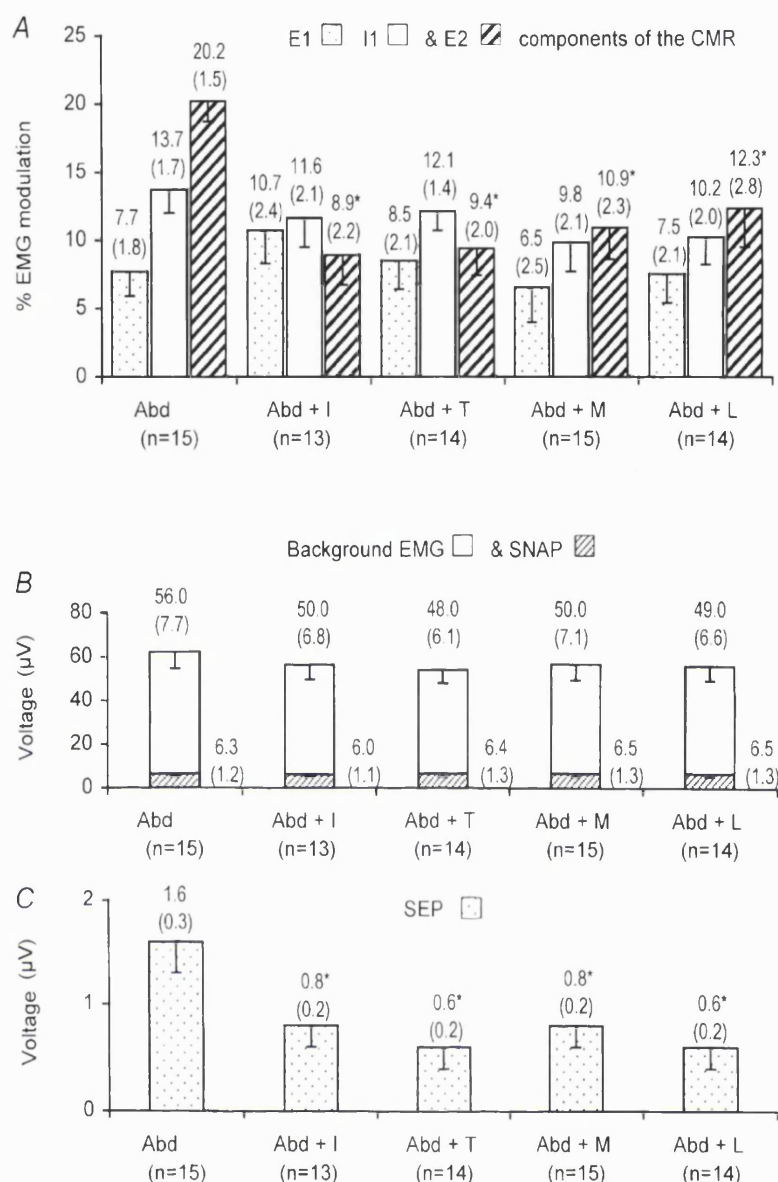 A
E1 I1 & E2 components of the CMR
% EMG modulation
25
20
15
10
5
0
7.7 (1.8) 13.7 (1.7) 20.2 (1.5)
10.7 (2.4) 11.6 (2.1) 8.9* (2.2)
8.5 (2.1) 12.1 (1.4) 9.4* (2.0)
6.5 (2.5) 9.8 (2.1) 10.9* (2.3)
7.5 (2.1) 10.2 (2.0) 12.3* (2.8)
Abd Abd + I Abd + T Abd + M Abd + L
(n=15) (n=13) (n=14) (n=15) (n=14)
B
Background EMG & SNAP
Voltage (µV)
80
60
40
20
0
56.0 50.0 48.0 50.0 49.0
(7.7) (6.8) (6.1) (7.1) (6.6)
6.3 6.0 6.4 6.5 6.5
(1.2) (1.1) (1.3) (1.3) (1.3)
Abd Abd + I Abd + T Abd + M Abd + L
(n=15) (n=13) (n=14) (n=15) (n=14)
C
SEP
Voltage (µV)
2
1
0
1.6 0.8* 0.6* 0.8* 0.6*
(0.3) (0.2) (0.2) (0.2) (0.2)
Abd Abd + I Abd + T Abd + M Abd + L
(n=15) (n=13) (n=14) (n=15) (n=14)